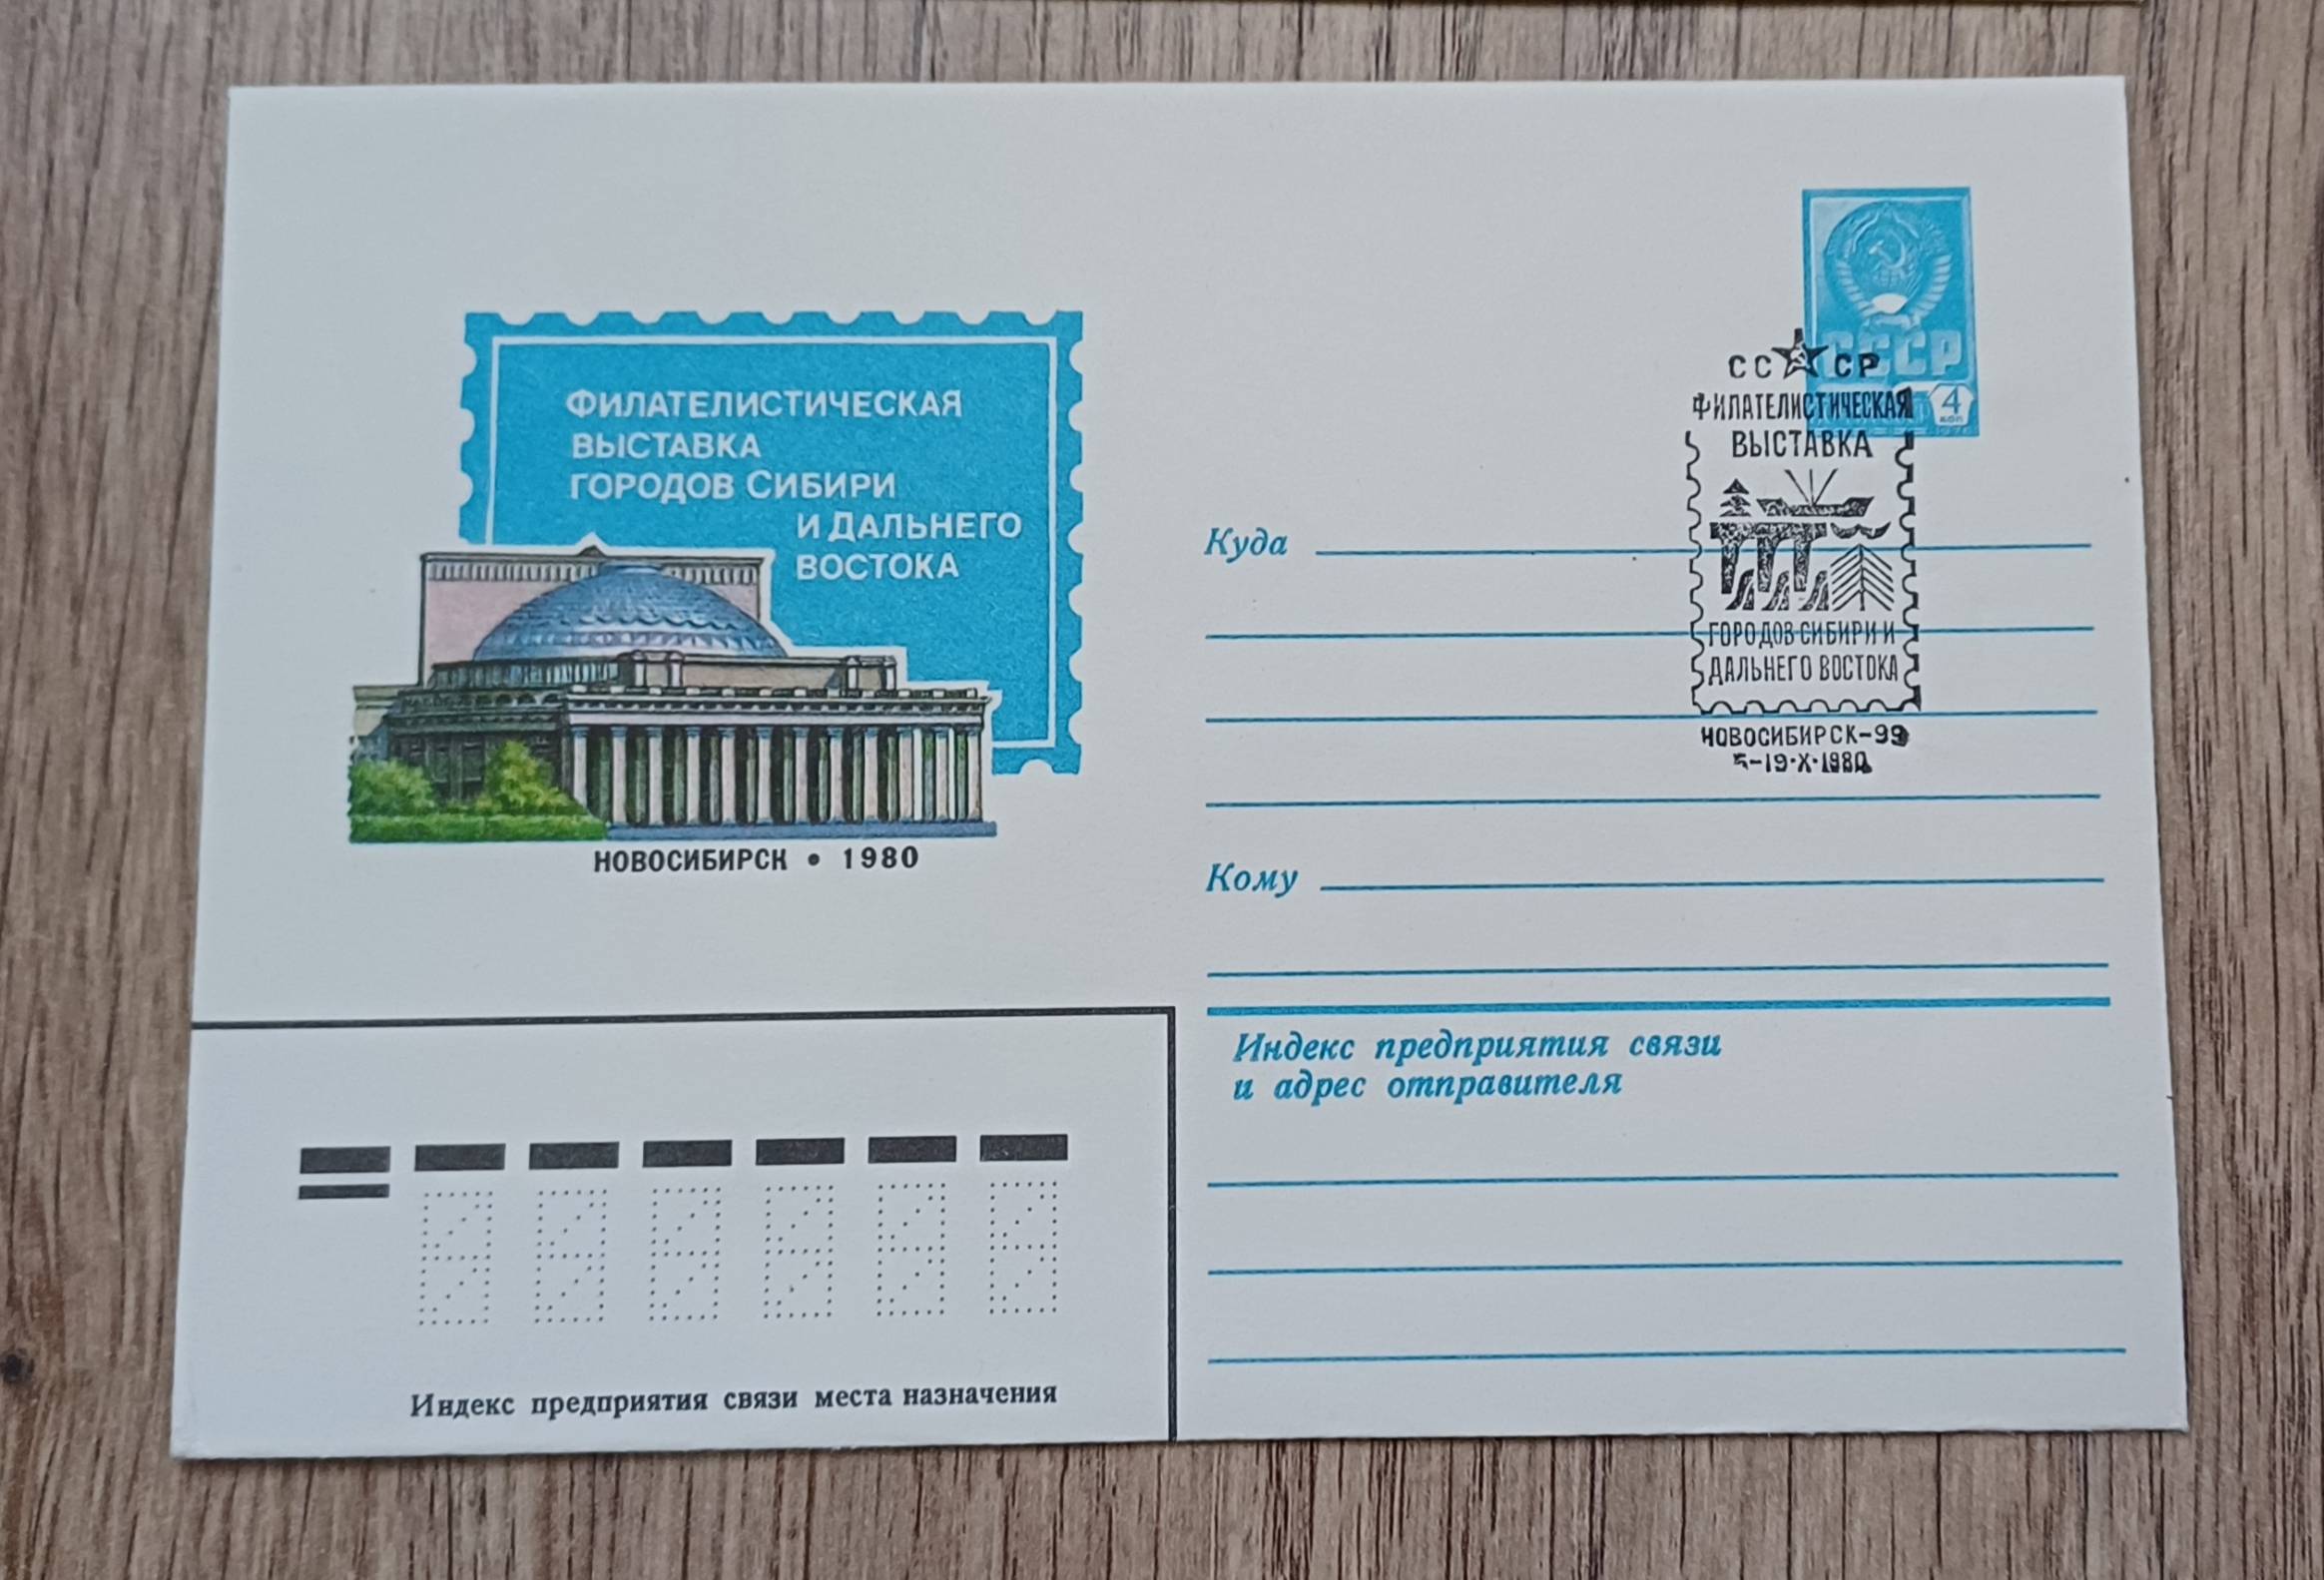 ФИЛАТЕЛИСТИЧЕСКАЯ
ВЫСТАВКА
ГОРОДОВ СИБИРИ
И ДАЛЬНЕГО
ВОСТОКА
НОВОСИБИРСК • 1980
СССР
4
коп
СССР
ФИЛАТЕЛИСТИЧЕСКАЯ
ВЫСТАВКА
ГОРОДОВ СИБИРИ И
ДАЛЬНЕГО ВОСТОКА
НОВОСИБИРСК-99
5-19·X·1980
Куда
Кому
Индекс предприятия связи
и адрес отправителя
Индекс предприятия связи места назначения